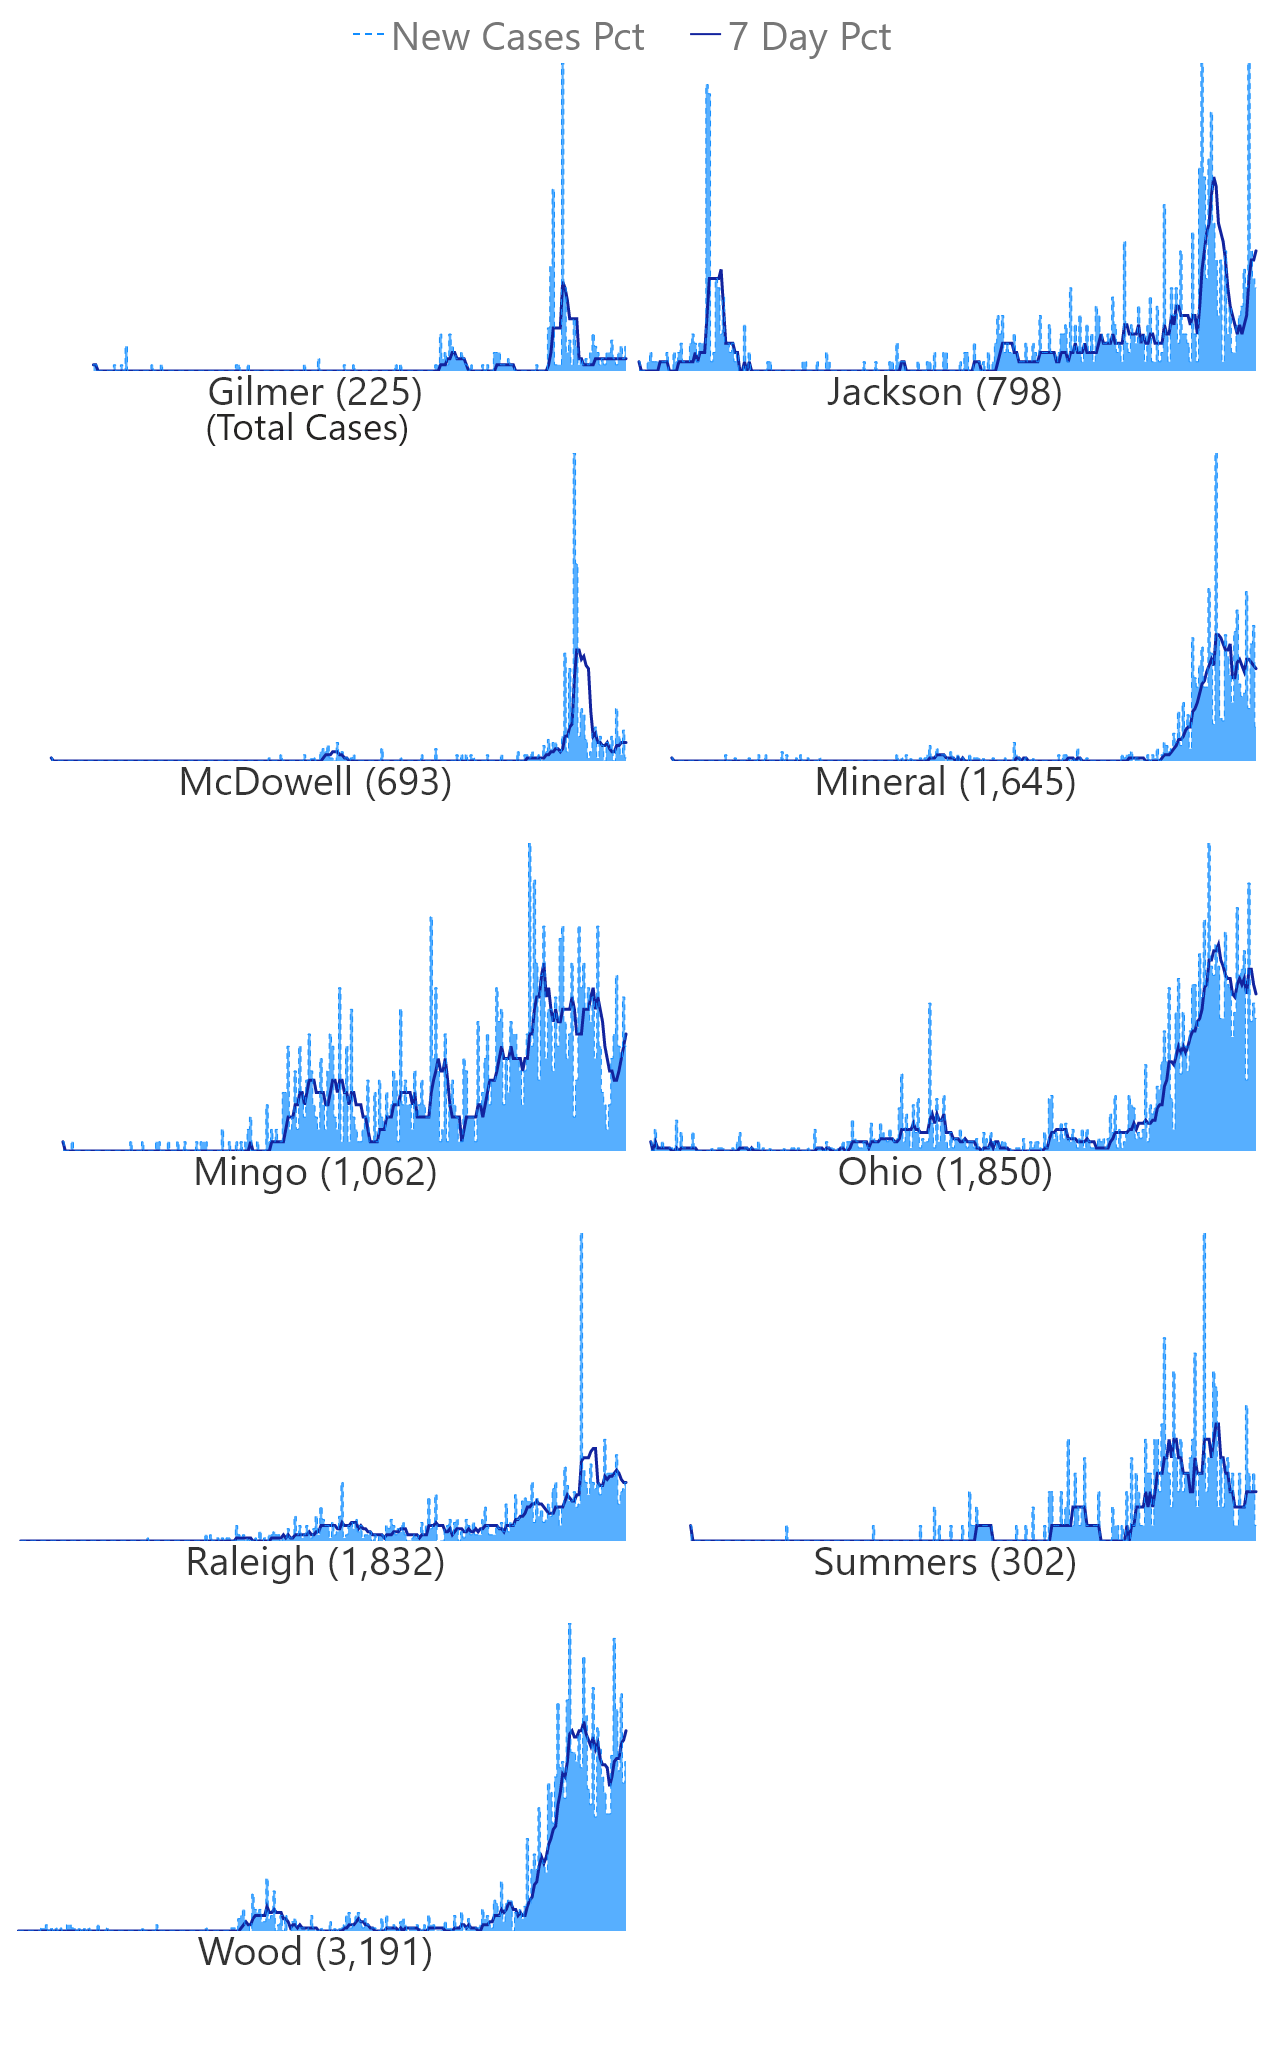 New Cases Pct 7 Day Pct
Gilmer (225) Jackson (798)
(Total Cases)
McDowell (693) Mineral (1,645)
Mingo (1,062) Ohio (1,850)
Raleigh (1,832) Summers (302)
Wood (3,191)